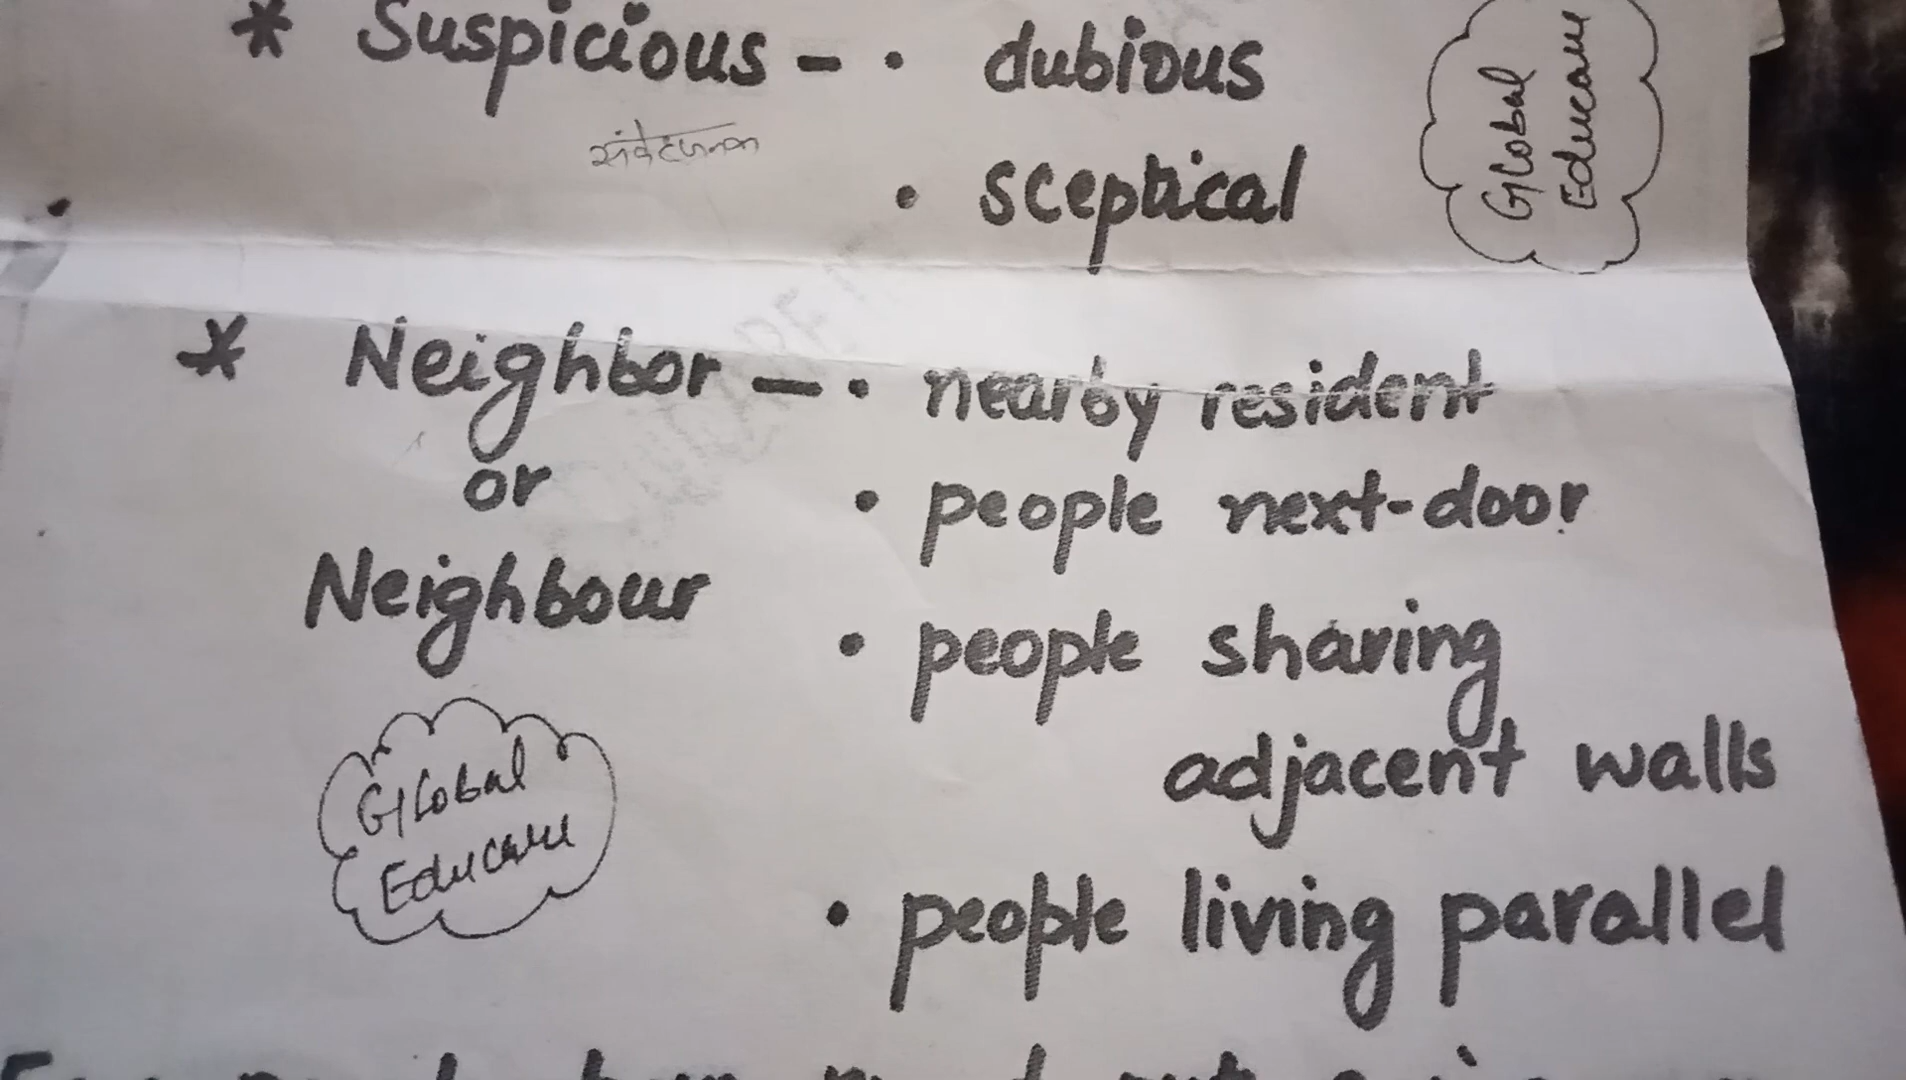 * Suspicious - • dubious
• sceptical
Global
Educare
* Neighbor - • nearby resident
or
• people next-door
Neighbour
• people sharing
adjacent walls
Global
Educare
• people living parallel